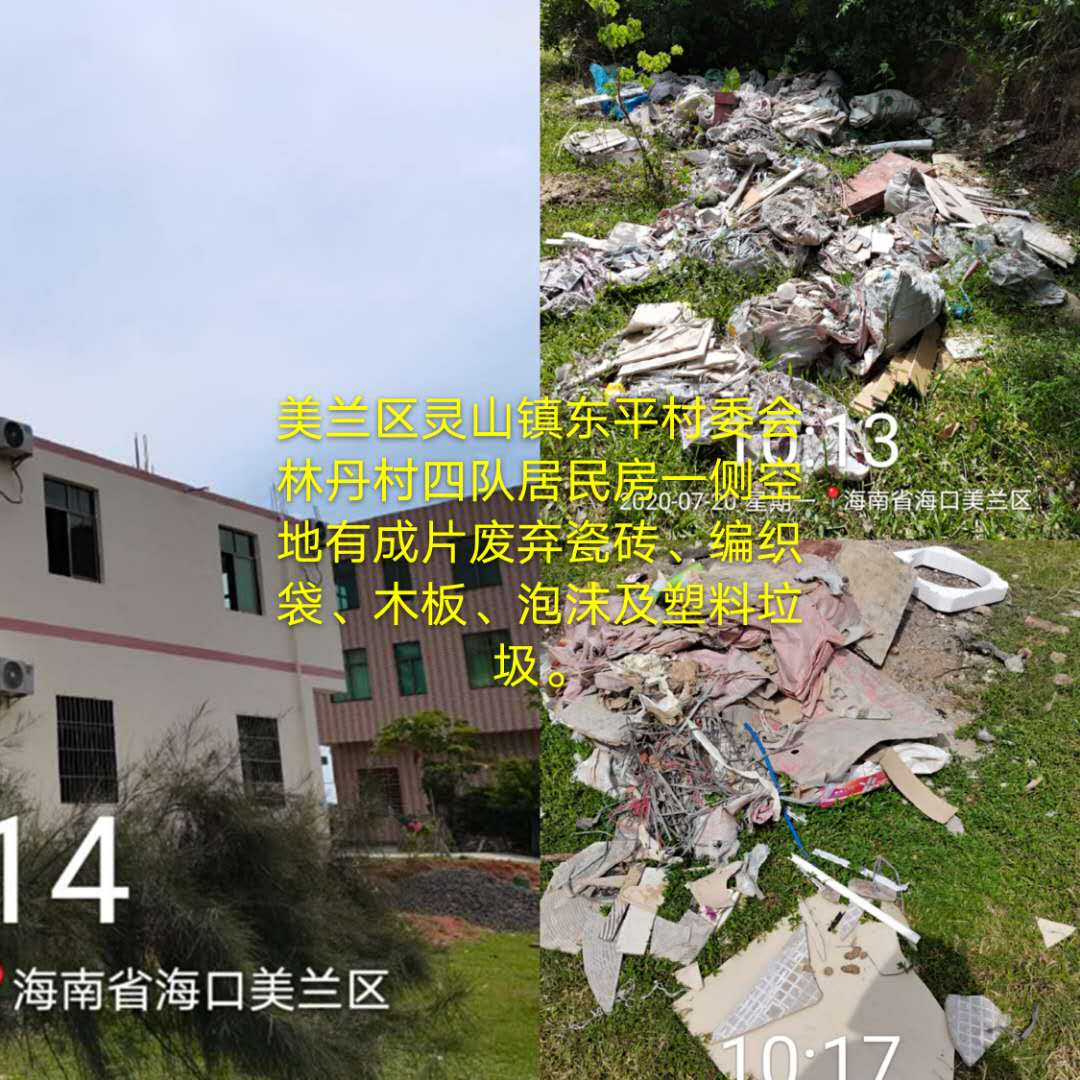 美兰区灵山镇东平村委会
林丹村四队居民房一侧空
地有成片废弃瓷砖、编织
袋、木板、泡沫及塑料垃
圾。
10:13
2020-07-20 星期一 海南省海口美兰区
14
海南省海口美兰区
10:17